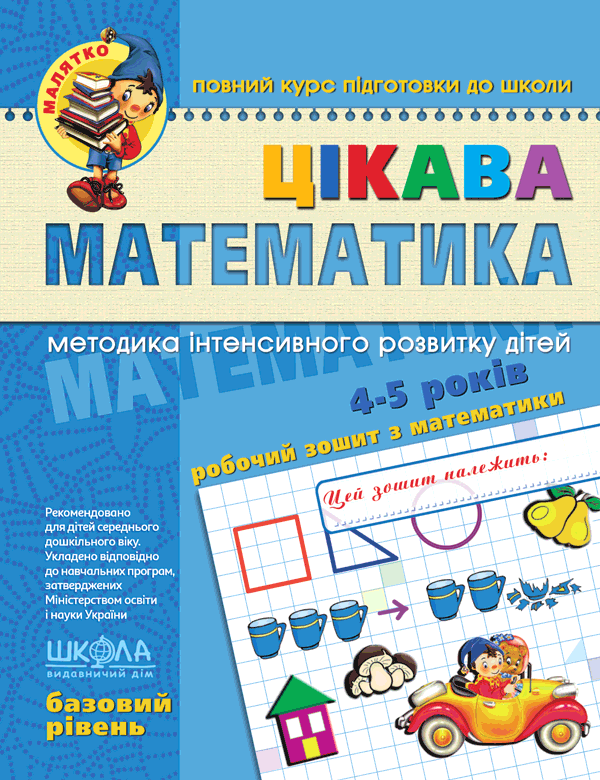 МАЛЯТКО
ПОВНИЙ КУРС ПІДГОТОВКИ ДО ШКОЛИ
ЦІКАВА
МАТЕМАТИКА
МАТЕМАТИКА
методика інтенсивного розвитку дітей
4-5 років
робочий зошит з математики
Цей зошит належить:
Рекомендовано
для дітей середнього
дошкільного віку.
Укладено відповідно
до навчальних програм,
затверджених
Міністерством освіти
і науки України
ШКОЛА
видавничий дім
базовий
рівень